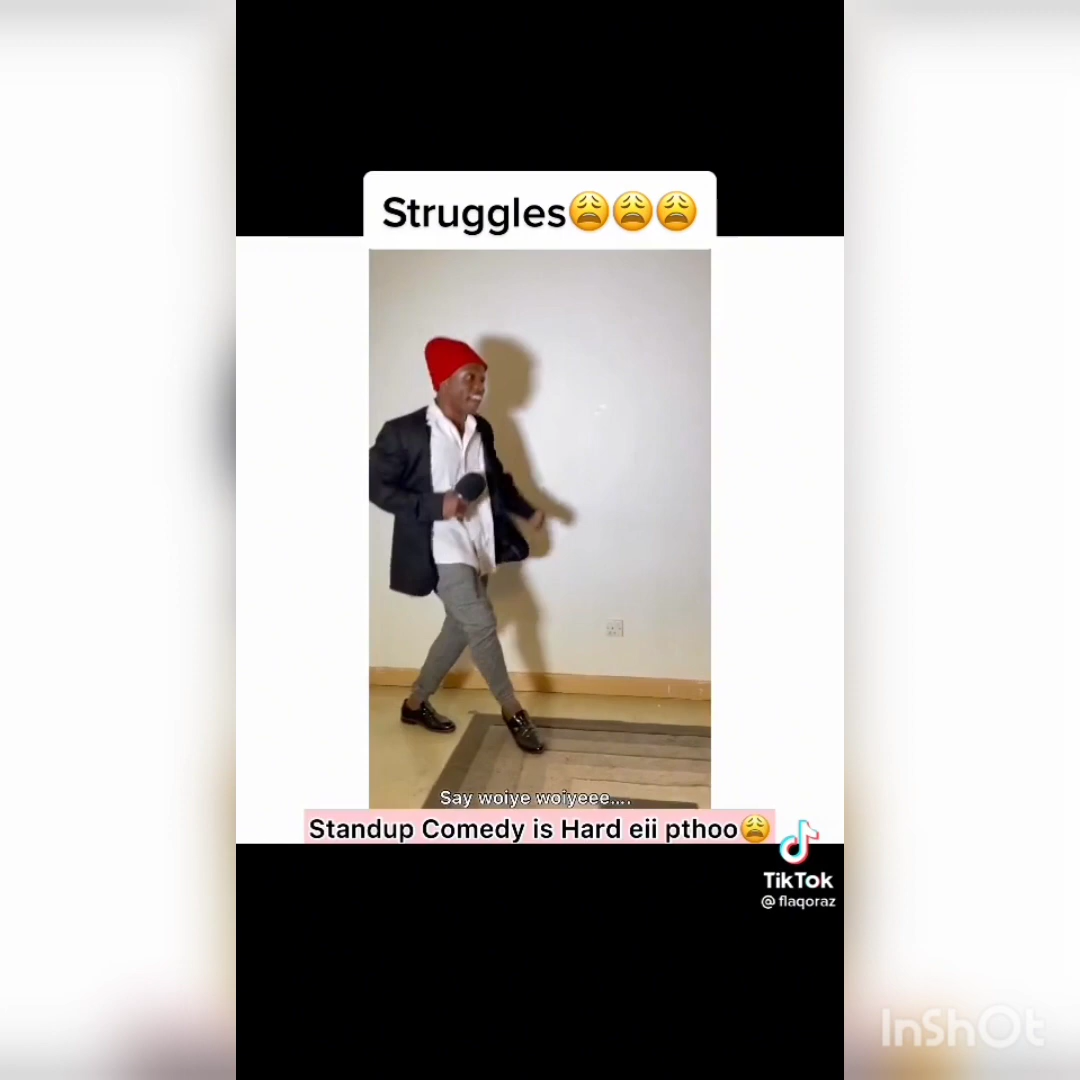 Struggles😩😩😩
Say woiye woiyeee....
Standup Comedy is Hard eii pthoo😩
TikTok
@flaqoraz
InShOt